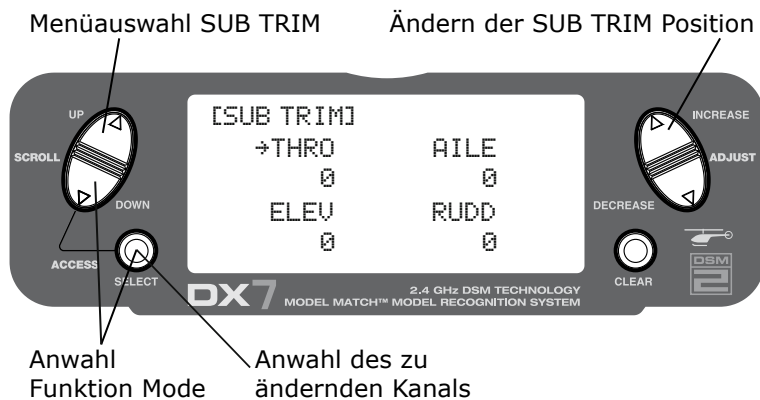 Menüauswahl SUB TRIM
Ändern der SUB TRIM Position
UP
SCROLL
DOWN
ACCESS
SELECT
[SUB TRIM]
→THRO AILE
0 0
ELEV RUDD
0 0
INCREASE
ADJUST
DECREASE
CLEAR
DSM
2
DX7
2.4 GHz DSM TECHNOLOGY
MODEL MATCH™ MODEL RECOGNITION SYSTEM
Anwahl
Funktion Mode
Anwahl des zu
ändernden Kanals